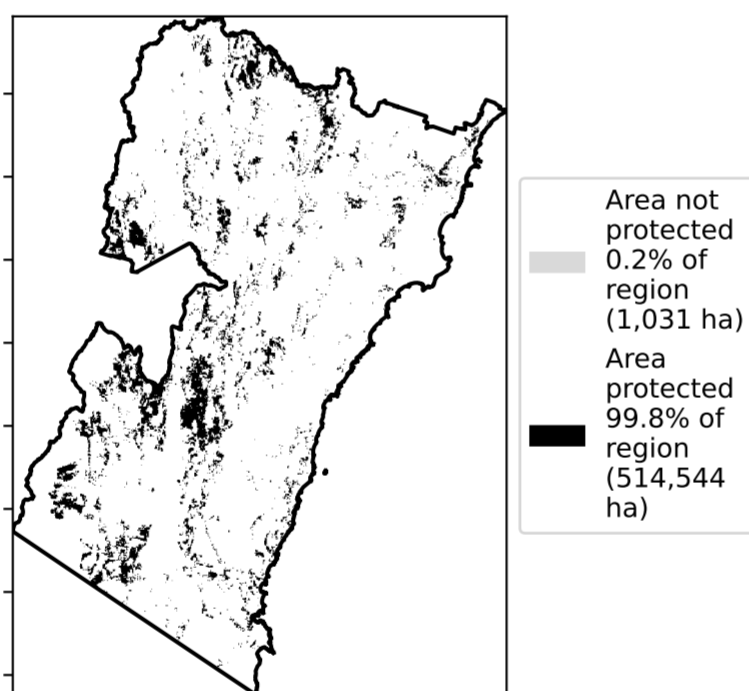 Area not
protected
0.2% of
region
(1,031 ha)
Area
protected
99.8% of
region
(514,544
ha)